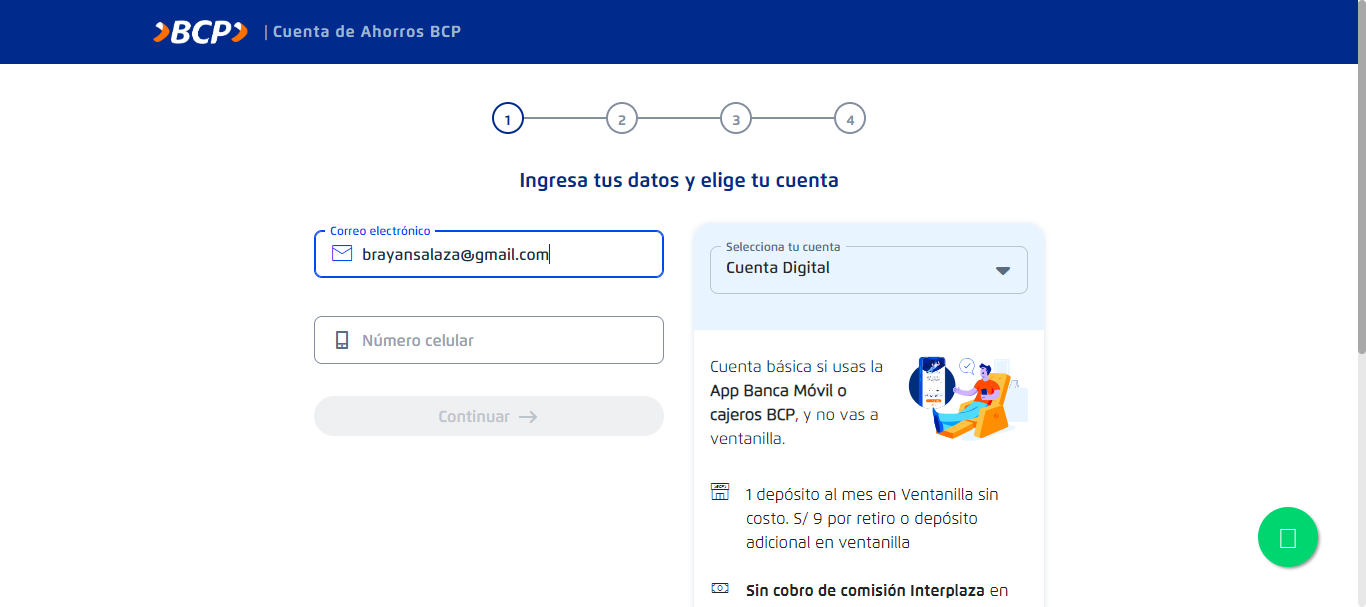 BCP | Cuenta de Ahorros BCP
1 2 3 4
Ingresa tus datos y elige tu cuenta
Correo electrónico
brayansalaza@gmail.com
Número celular
Continuar
Selecciona tu cuenta
Cuenta Digital
Cuenta básica si usas la
App Banca Móvil o
cajeros BCP, y no vas a
ventanilla.
1 depósito al mes en Ventanilla sin
costo. S/ 9 por retiro o depósito
adicional en ventanilla
Sin cobro de comisión Interplaza en